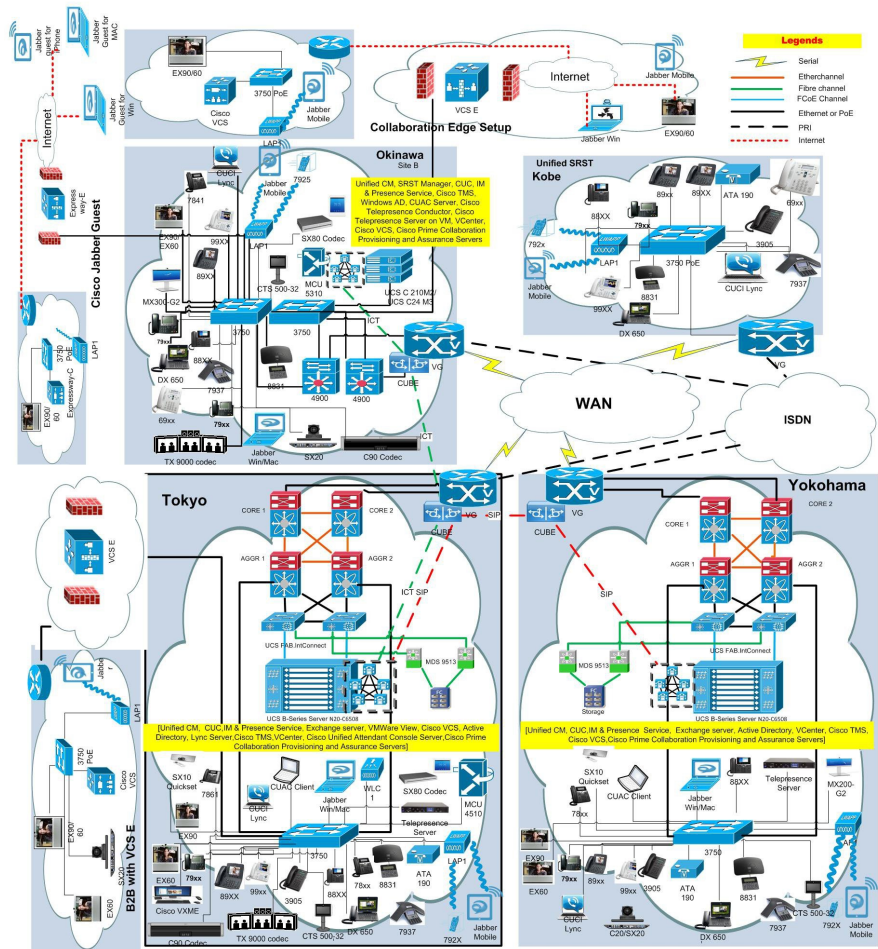 Jabber guest for iPhone
Jabber Guest for MAC
Jabber Guest for Win
Internet
Express way-E
Cisco Jabber Guest
3750 PoE
LAP1
Expressway-C
EX90/60
EX90/60
Cisco VCS
3750 PoE
Jabber Mobile
LAP1
Collaboration Edge Setup
VCS E
Internet
Jabber Mobile
Jabber Win
EX90/60
Legends
Serial
Etherchannel
Fibre channel
FCoE Channel
Ethernet or PoE
PRI
Internet
Okinawa
Site B
CUCI Lync
Jabber Mobile
7925
7841
Unified CM, SRST Manager, CUC, IM & Presence Service, Cisco TMS, Windows AD, CUAC Server, Cisco Telepresence Conductor, Cisco Telepresence Server on VM, VCenter, Cisco VCS, Cisco Prime Collaboration Provisioning and Assurance Servers
EX90/ EX60
99XX
LAP1
SX80 Codec
89XX
CTS 500-32
MCU 5310
UCS C 210M2/ UCS C24 M3
MX300-G2
3750
3750
ICT
79xx
88XX
DX 650
7937
8831
4900
4900
CUBE
VG
69xx
79xx
TX 9000 codec
Jabber Win/Mac
SX20
C90 Codec
ICT
Unified SRST
Kobe
88XX
89xx
89XX
ATA 190
69xx
792x
79xx
3905
LAP1
3750 PoE
Jabber Mobile
99XX
8831
CUCI Lync
7937
DX 650
VG
WAN
ISDN
Tokyo
VG
SIP
CUBE
CORE 1
CORE 2
AGGR 1
AGGR 2
ICT SIP
UCS FAB.IntConnect
MDS 9513
FC
UCS B-Series Server N20-C6508
[Unified CM, CUC,IM & Presence Service, Exchange server, VMWare View, Cisco VCS, Active Directory, Lync Server,Cisco TMS,VCenter, Cisco Unified Attendant Console Server,Cisco Prime Collaboration Provisioning and Assurance Servers]
SX10 Quickset
7861
CUAC Client
CUCI Lync
Jabber Win/Mac
WLC 1
SX80 Codec
MCU 4510
Telepresence Server
EX90
3750
LAP1
EX60
79xx
89XX
99xx
3905
88XX
78xx
8831
ATA 190
Cisco VXME
C90 Codec
TX 9000 codec
CTS 500-32
DX 650
7937
792X
Jabber Mobile
Yokohama
VG
CUBE
CORE 1
CORE 2
AGGR 1
AGGR 2
SIP
UCS FAB.IntConnect
MDS 9513
FC
Storage
UCS B-Series Server N20-C6508
[Unified CM, CUC,IM & Presence Service, Exchange server, Active Directory, VCenter, Cisco TMS, Cisco VCS,Cisco Prime Collaboration Provisioning and Assurance Servers]
SX10 Quickset
78xx
CUAC Client
Jabber Win/Mac
88XX
Telepresence Server
MX200-G2
3750
EX90
EX60
79xx
89xx
99xx
3905
ATA 190
8831
CUCI Lync
C20/SX20
DX 650
7937
CTS 500-32
792X
Jabber Mobile
VCS E
LAP1
3750 PoE
Cisco VCS
EX90/ 60
SX20
EX60
B2B with VCS E